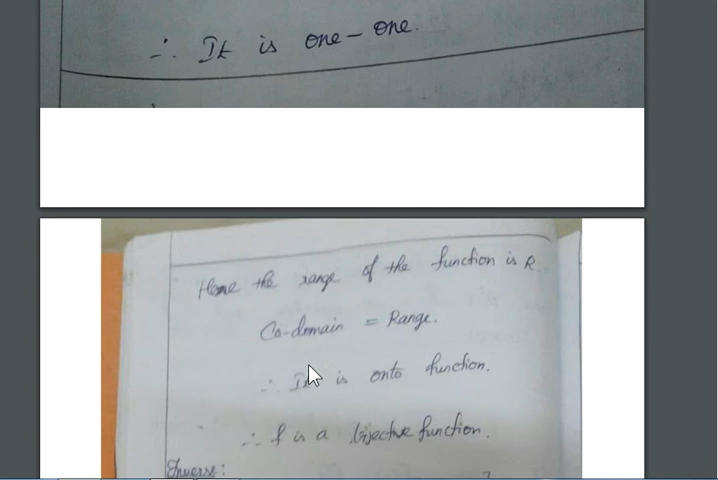 ∴ It is one-one.
Here the range of the function is R.
Co-domain = Range.
∴ It is onto function.
∴ f is a bijective function.
Inverse: